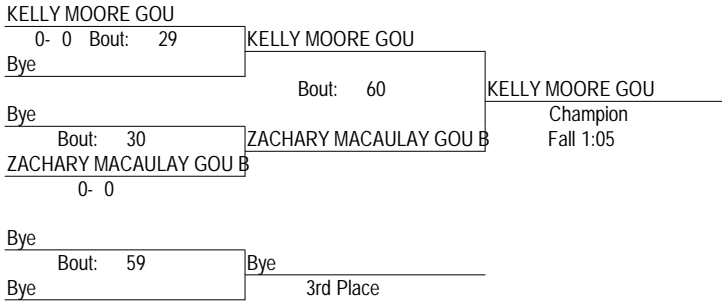 KELLY MOORE GOU
0- 0 Bout: 29 KELLY MOORE GOU
Bye
Bout: 60 KELLY MOORE GOU
Bye Champion
Bout: 30 ZACHARY MACAULAY GOU B Fall 1:05
ZACHARY MACAULAY GOU B
0- 0
Bye
Bout: 59 Bye
Bye 3rd Place